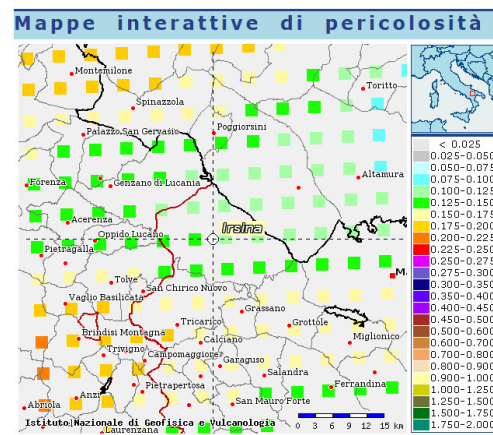 Mappe interattive di pericolosità
Montemilone
Toritto
Spinazzola
Palazzo San Gervasio
Poggiorsini
Forenza
Genzano di Lucania
Altamura
Acerenza
Irsina
Oppido Lucano
Pietragalla
M
Tolve
San Chirico Nuovo
Vaglio Basilicata
Grassano
Tricarico
Grottole
Brindisi Montagna
Calciano
Miglionico
Trivigno
Campomaggiore
Garaguso
Salandra
Pietrapertosa
Ferrandina
Anzi
Abriola
San Mauro Forte
0 3 6 9 12 15 km
Istituto Nazionale di Geofisica e Vulcanologia
Laurenzana
< 0.025
0.025-0.050
0.050-0.075
0.075-0.100
0.100-0.125
0.125-0.150
0.150-0.175
0.175-0.200
0.200-0.225
0.225-0.250
0.250-0.275
0.275-0.300
0.300-0.350
0.350-0.400
0.400-0.450
0.450-0.500
0.500-0.600
0.600-0.700
0.700-0.800
0.800-0.900
0.900-1.000
1.000-1.250
1.250-1.500
1.500-1.750
1.750-2.000